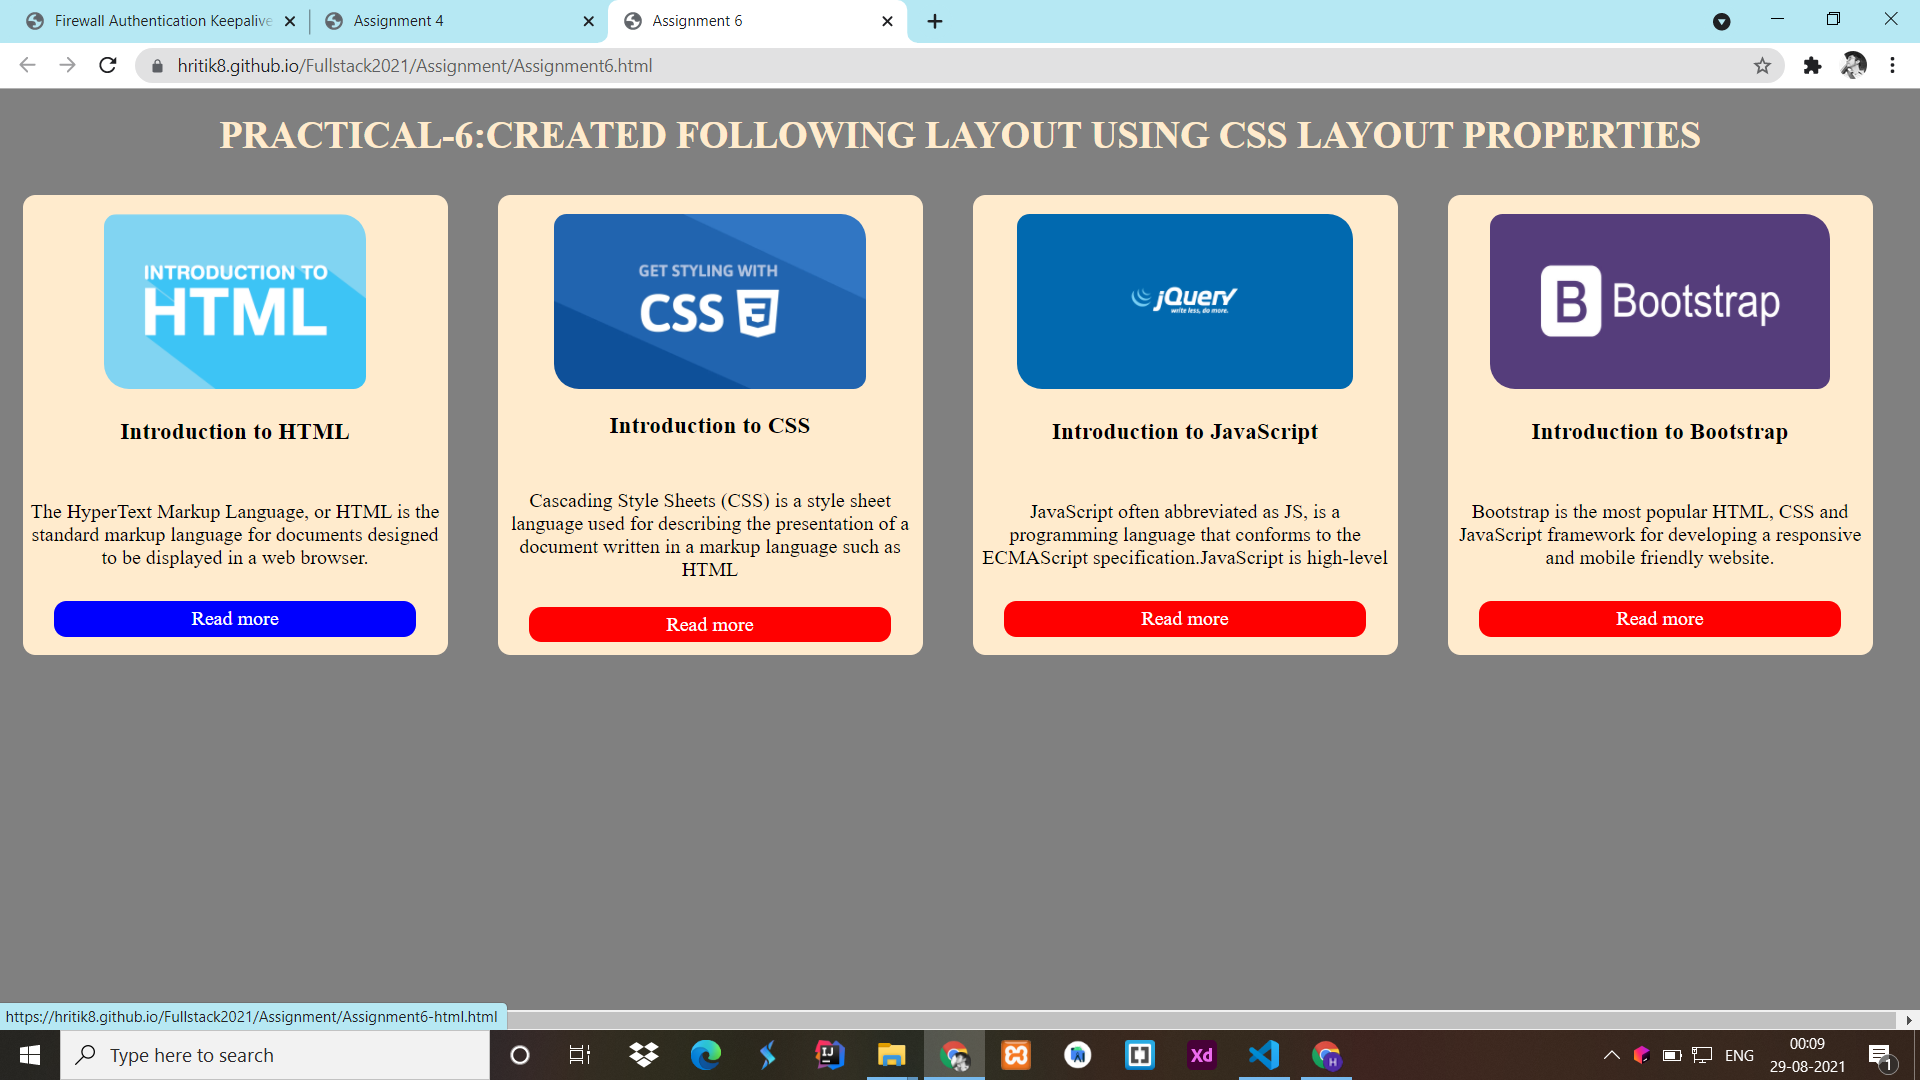 Firewall Authentication Keepalive
Assignment 4
Assignment 6
hritik8.github.io/Fullstack2021/Assignment/Assignment6.html
PRACTICAL-6:CREATED FOLLOWING LAYOUT USING CSS LAYOUT PROPERTIES
INTRODUCTION TO
HTML
Introduction to HTML
The HyperText Markup Language, or HTML is the
standard markup language for documents designed
to be displayed in a web browser.
Read more
GET STYLING WITH
CSS 3
Introduction to CSS
Cascading Style Sheets (CSS) is a style sheet
language used for describing the presentation of a
document written in a markup language such as
HTML
Read more
jQuery
write less, do more.
Introduction to JavaScript
JavaScript often abbreviated as JS, is a
programming language that conforms to the
ECMAScript specification.JavaScript is high-level
Read more
B Bootstrap
Introduction to Bootstrap
Bootstrap is the most popular HTML, CSS and
JavaScript framework for developing a responsive
and mobile friendly website.
Read more
https://hritik8.github.io/Fullstack2021/Assignment/Assignment6-html.html
Type here to search
IJ
Xd
H
ENG
00:09
29-08-2021
1